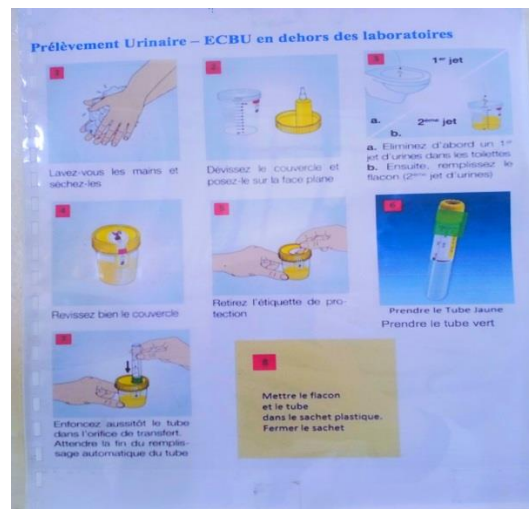 Prélèvement Urinaire – ECBU en dehors des laboratoires
1
Lavez-vous les mains et
séchez-les
2
Dévissez le couvercle et
posez-le sur la face plane
3
1er jet
a.
2ème jet
b.
a. Eliminez d'abord un 1er
jet d'urines dans les toilettes
b. Ensuite, remplissez le
flacon (2ème jet d'urines)
4
Revissez bien le couvercle
5
Retirez l'étiquette de pro-
tection
6
Prendre le Tube Jaune
Prendre le tube vert
Enfoncez aussitôt le tube
dans l'orifice de transfert.
Attendre la fin du remplis-
sage automatique du tube
8
Mettre le flacon
et le tube
dans le sachet plastique.
Fermer le sachet